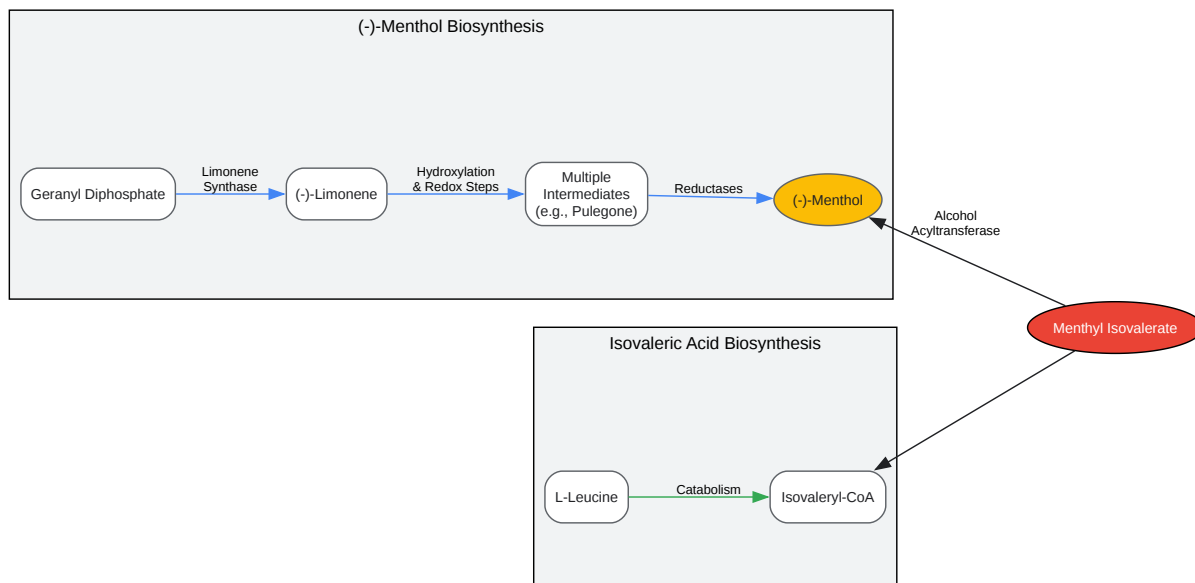 (-)-Menthol Biosynthesis
Geranyl Diphosphate
Limonene
Synthase
(-)-Limonene
Hydroxylation
& Redox Steps
Multiple
Intermediates
(e.g., Pulegone)
Reductases
(-)-Menthol
Alcohol
Acyltransferase
Menthyl Isovalerate
Isovaleric Acid Biosynthesis
L-Leucine
Catabolism
Isovaleryl-CoA